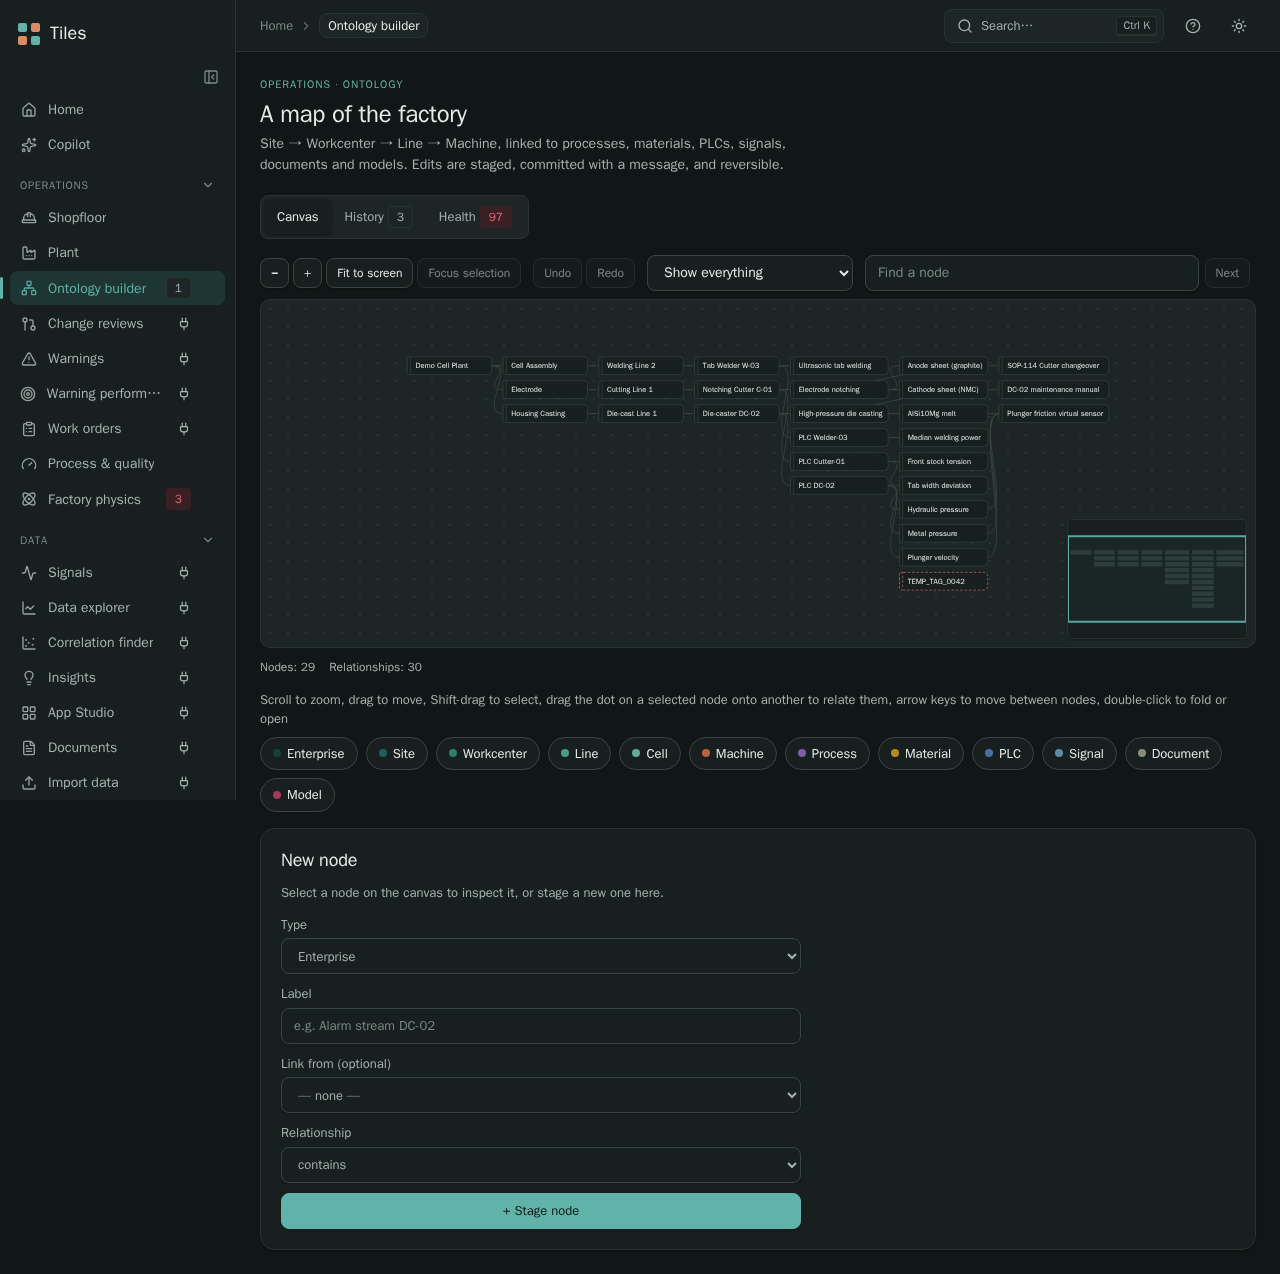 Tiles
Home
Copilot
OPERATIONS
Shopfloor
Plant
Ontology builder 1
Change reviews
Warnings
Warning perform···
Work orders
Process & quality
Factory physics 3
DATA
Signals
Data explorer
Correlation finder
Insights
App Studio
Documents
Import data
Home > Ontology builder
Search··· Ctrl K
OPERATIONS · ONTOLOGY
A map of the factory
Site → Workcenter → Line → Machine, linked to processes, materials, PLCs, signals,
documents and models. Edits are staged, committed with a message, and reversible.
Canvas History 3 Health 97
− + Fit to screen Focus selection Undo Redo Show everything Find a node Next
Demo Cell Plant Cell Assembly Welding Line 2 Tab Welder W-03 Ultrasonic tab welding Anode sheet (graphite) SOP-114 Cutter changeover
Electrode Cutting Line 1 Notching Cutter C-01 Electrode notching Cathode sheet (NMC) DC-02 maintenance manual
Housing Casting Die-cast Line 1 Die-caster DC-02 High-pressure die casting AlSi10Mg melt Plunger friction virtual sensor
PLC Welder-03 Median welding power
PLC Cutter-01 Front stock tension
PLC DC-02 Tab width deviation
Hydraulic pressure
Metal pressure
Plunger velocity
TEMP_TAG_0042
Nodes: 29 Relationships: 30
Scroll to zoom, drag to move, Shift-drag to select, drag the dot on a selected node onto another to relate them, arrow keys to move between nodes, double-click to fold or
open
Enterprise Site Workcenter Line Cell Machine Process Material PLC Signal Document
Model
New node
Select a node on the canvas to inspect it, or stage a new one here.
Type
Enterprise
Label
e.g. Alarm stream DC-02
Link from (optional)
— none —
Relationship
contains
+ Stage node